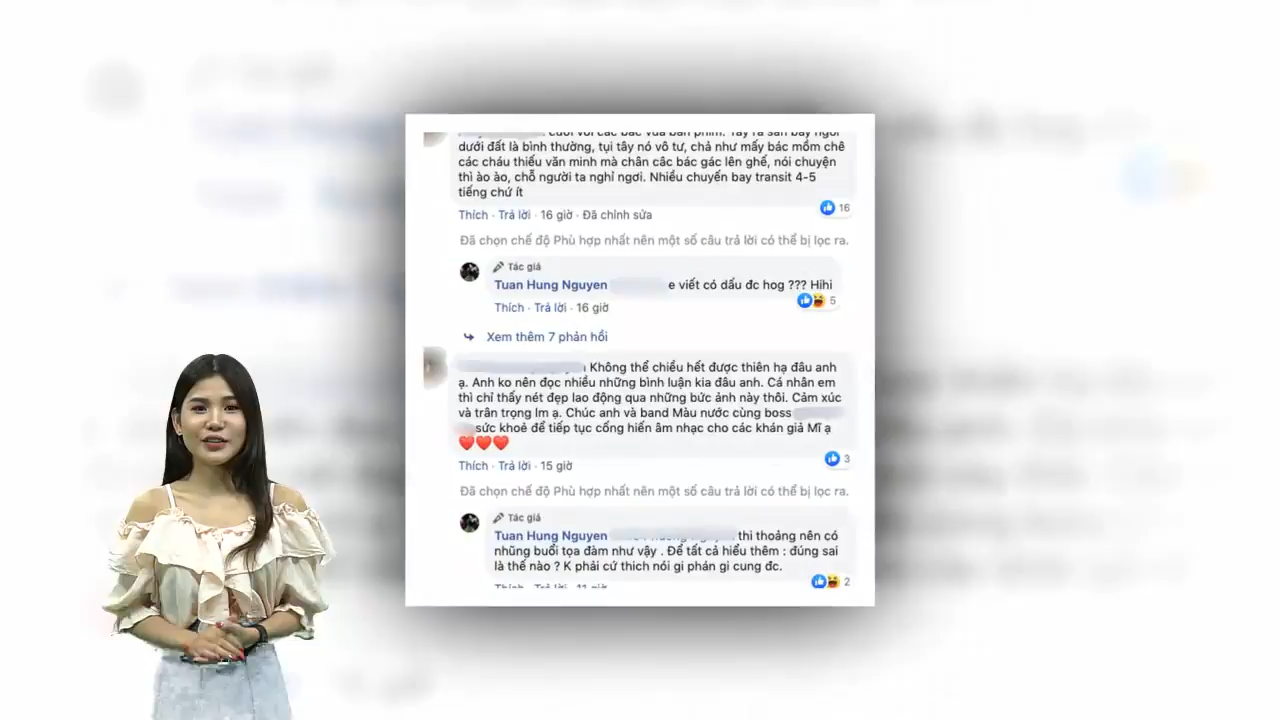 cười với các bác vua bàn phím. Tây ra sân bay ngồi
dưới đất là bình thường, tụi tây nó vô tư, chả như mấy bác mồm chê
các cháu thiếu văn minh mà chân câc bác gác lên ghế, nói chuyện
thì ào ào, chỗ người ta nghỉ ngơi. Nhiều chuyến bay transit 4-5
tiếng chứ ít
Thích · Trả lời · 16 giờ · Đã chỉnh sửa
16
Đã chọn chế độ Phù hợp nhất nên một số câu trả lời có thể bị lọc ra.
Tác giả
Tuan Hung Nguyen e viết có dấu đc hog ??? Hihi
5
Thích · Trả lời · 16 giờ
Xem thêm 7 phản hồi
Không thể chiều hết được thiên hạ đâu anh
ạ. Anh ko nên đọc nhiều những bình luận kia đâu anh. Cá nhân em
thì chỉ thấy nét đẹp lao động qua những bức ảnh này thôi. Cảm xúc
và trân trọng lm ạ. Chúc anh và band Màu nước cùng boss
sức khoẻ để tiếp tục cống hiến âm nhạc cho các khán giả Mĩ ạ
❤️❤️❤️
3
Thích · Trả lời · 15 giờ
Đã chọn chế độ Phù hợp nhất nên một số câu trả lời có thể bị lọc ra.
Tác giả
Tuan Hung Nguyen thi thoảng nên có
nhũng buổi tọa đàm như vậy . Để tất cả hiểu thêm : đúng sai
là thế nào ? K phải cứ thich nói gi phán gi cung đc.
2
Thích · Trả lời · 11 giờ